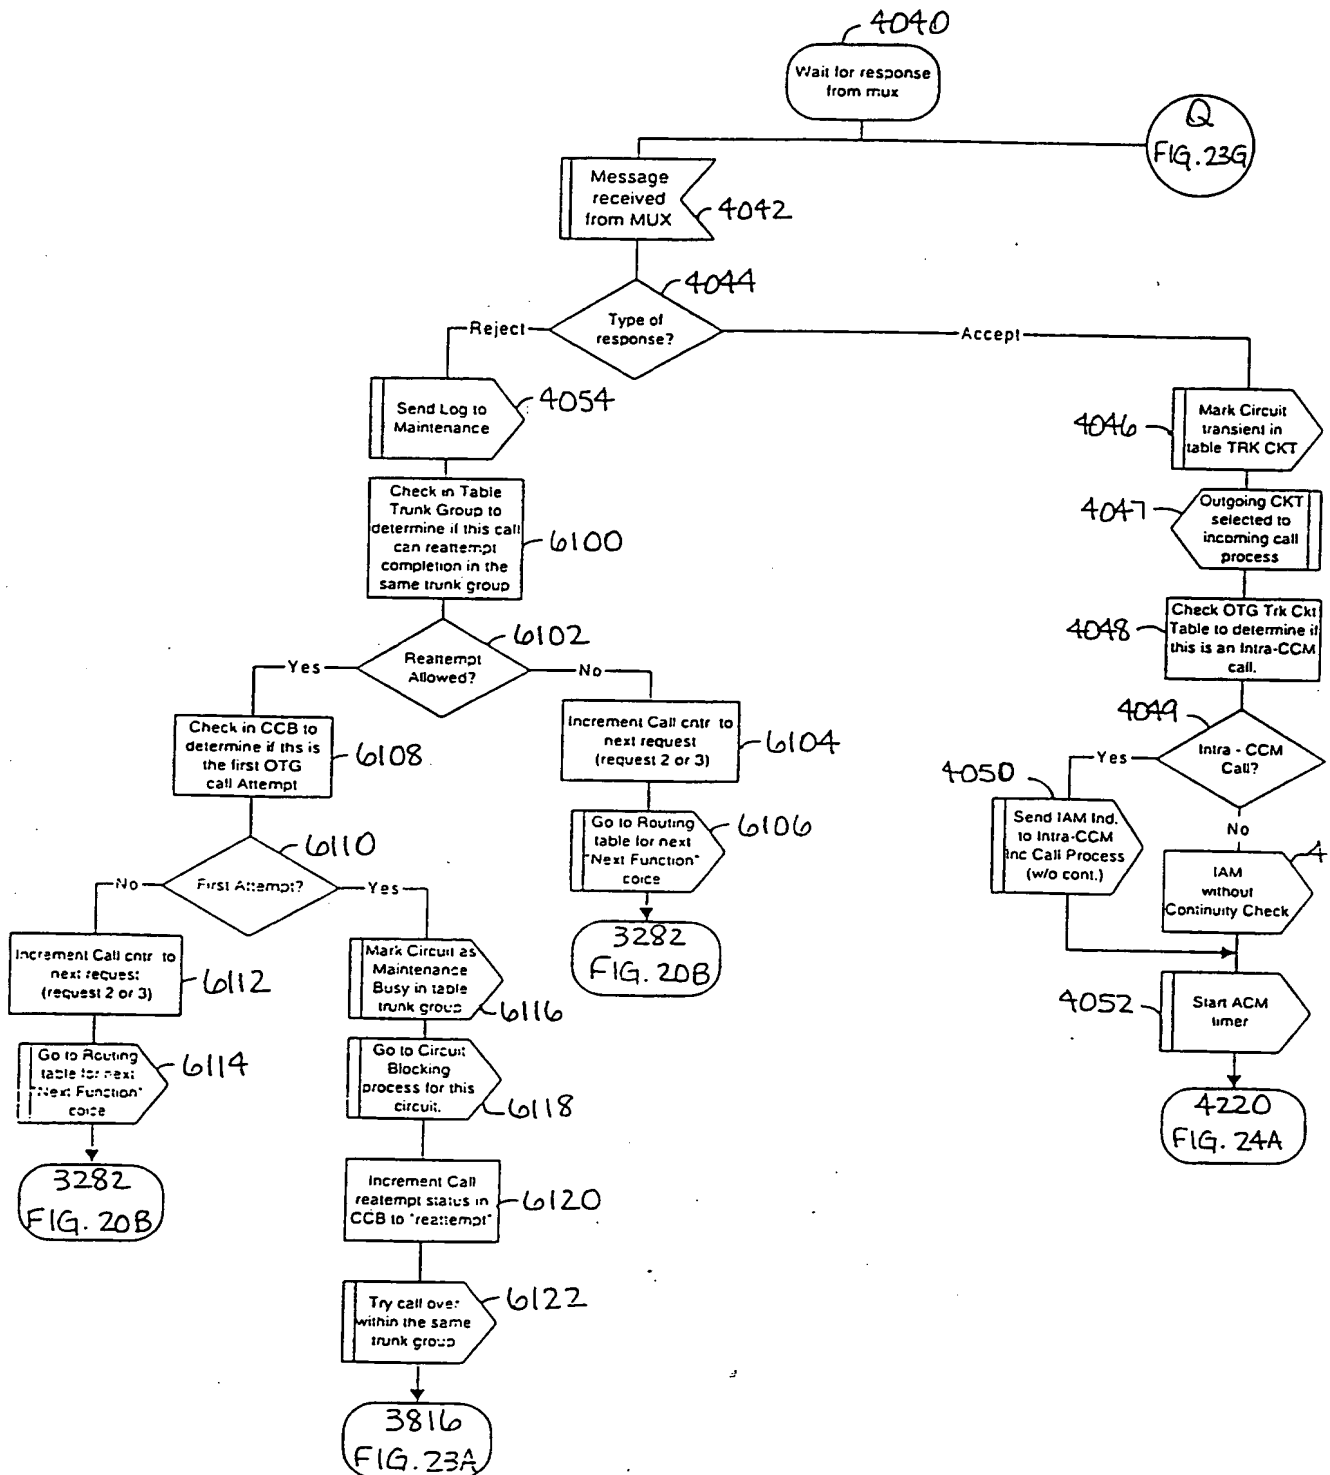 4040
Wait for response
from mux
Q
FIG. 23G
Message
received
from MUX
4042
4044
Type of
response?
Reject
Accept
Send Log to
Maintenance
4054
4046
Mark Circuit
transient in
table TRK CKT
Check in Table
Trunk Group to
determine if this call
can reattempt
completion in the
same trunk group
6100
4047
Outgoing CKT
selected to
incoming call
process
4048
Check OTG Trk Ckt
Table to determine if
this is an Intra-CCM
call.
6102
Reattempt
Allowed?
Yes
No
4049
Intra - CCM
Call?
Yes
No
Check in CCB to
determine if ths is
the first OTG
call Attempt
6108
Increment Call cntr to
next request
(request 2 or 3)
6104
4050
Send IAM Ind.
to Intra-CCM
Inc Call Process
(w/o cont.)
Go to Routing
table for next
"Next Function"
coice
6106
4
IAM
without
Continuity Check
6110
First Attempt?
No
Yes
3282
FIG. 20B
Increment Call cntr to
next request
(request 2 or 3)
6112
Mark Circuit as
Maintenance
Busy in table
trunk group
6116
4052
Start ACM
timer
Go to Routing
table for next
"Next Function"
coice
6114
Go to Circuit
Blocking
process for this
circuit.
6118
4220
FIG. 24A
3282
FIG. 20B
Increment Call
reatempt status in
CCB to "reattempt"
6120
Try call over
within the same
trunk group
6122
3816
FIG. 23A